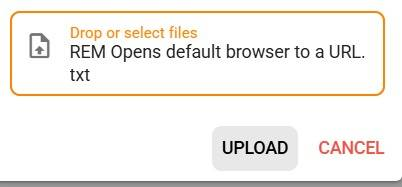 Drop or select files
REM Opens default browser to a URL.
txt
UPLOAD
CANCEL